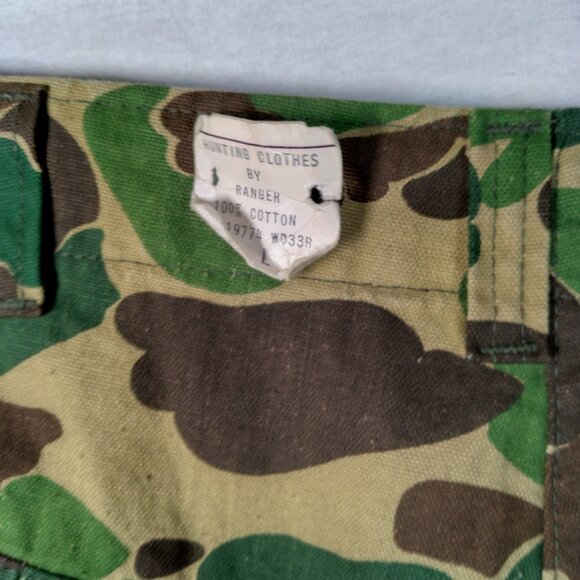 HUNTING CLOTHES
BY
RANGER
100% COTTON
19774 W033R
L